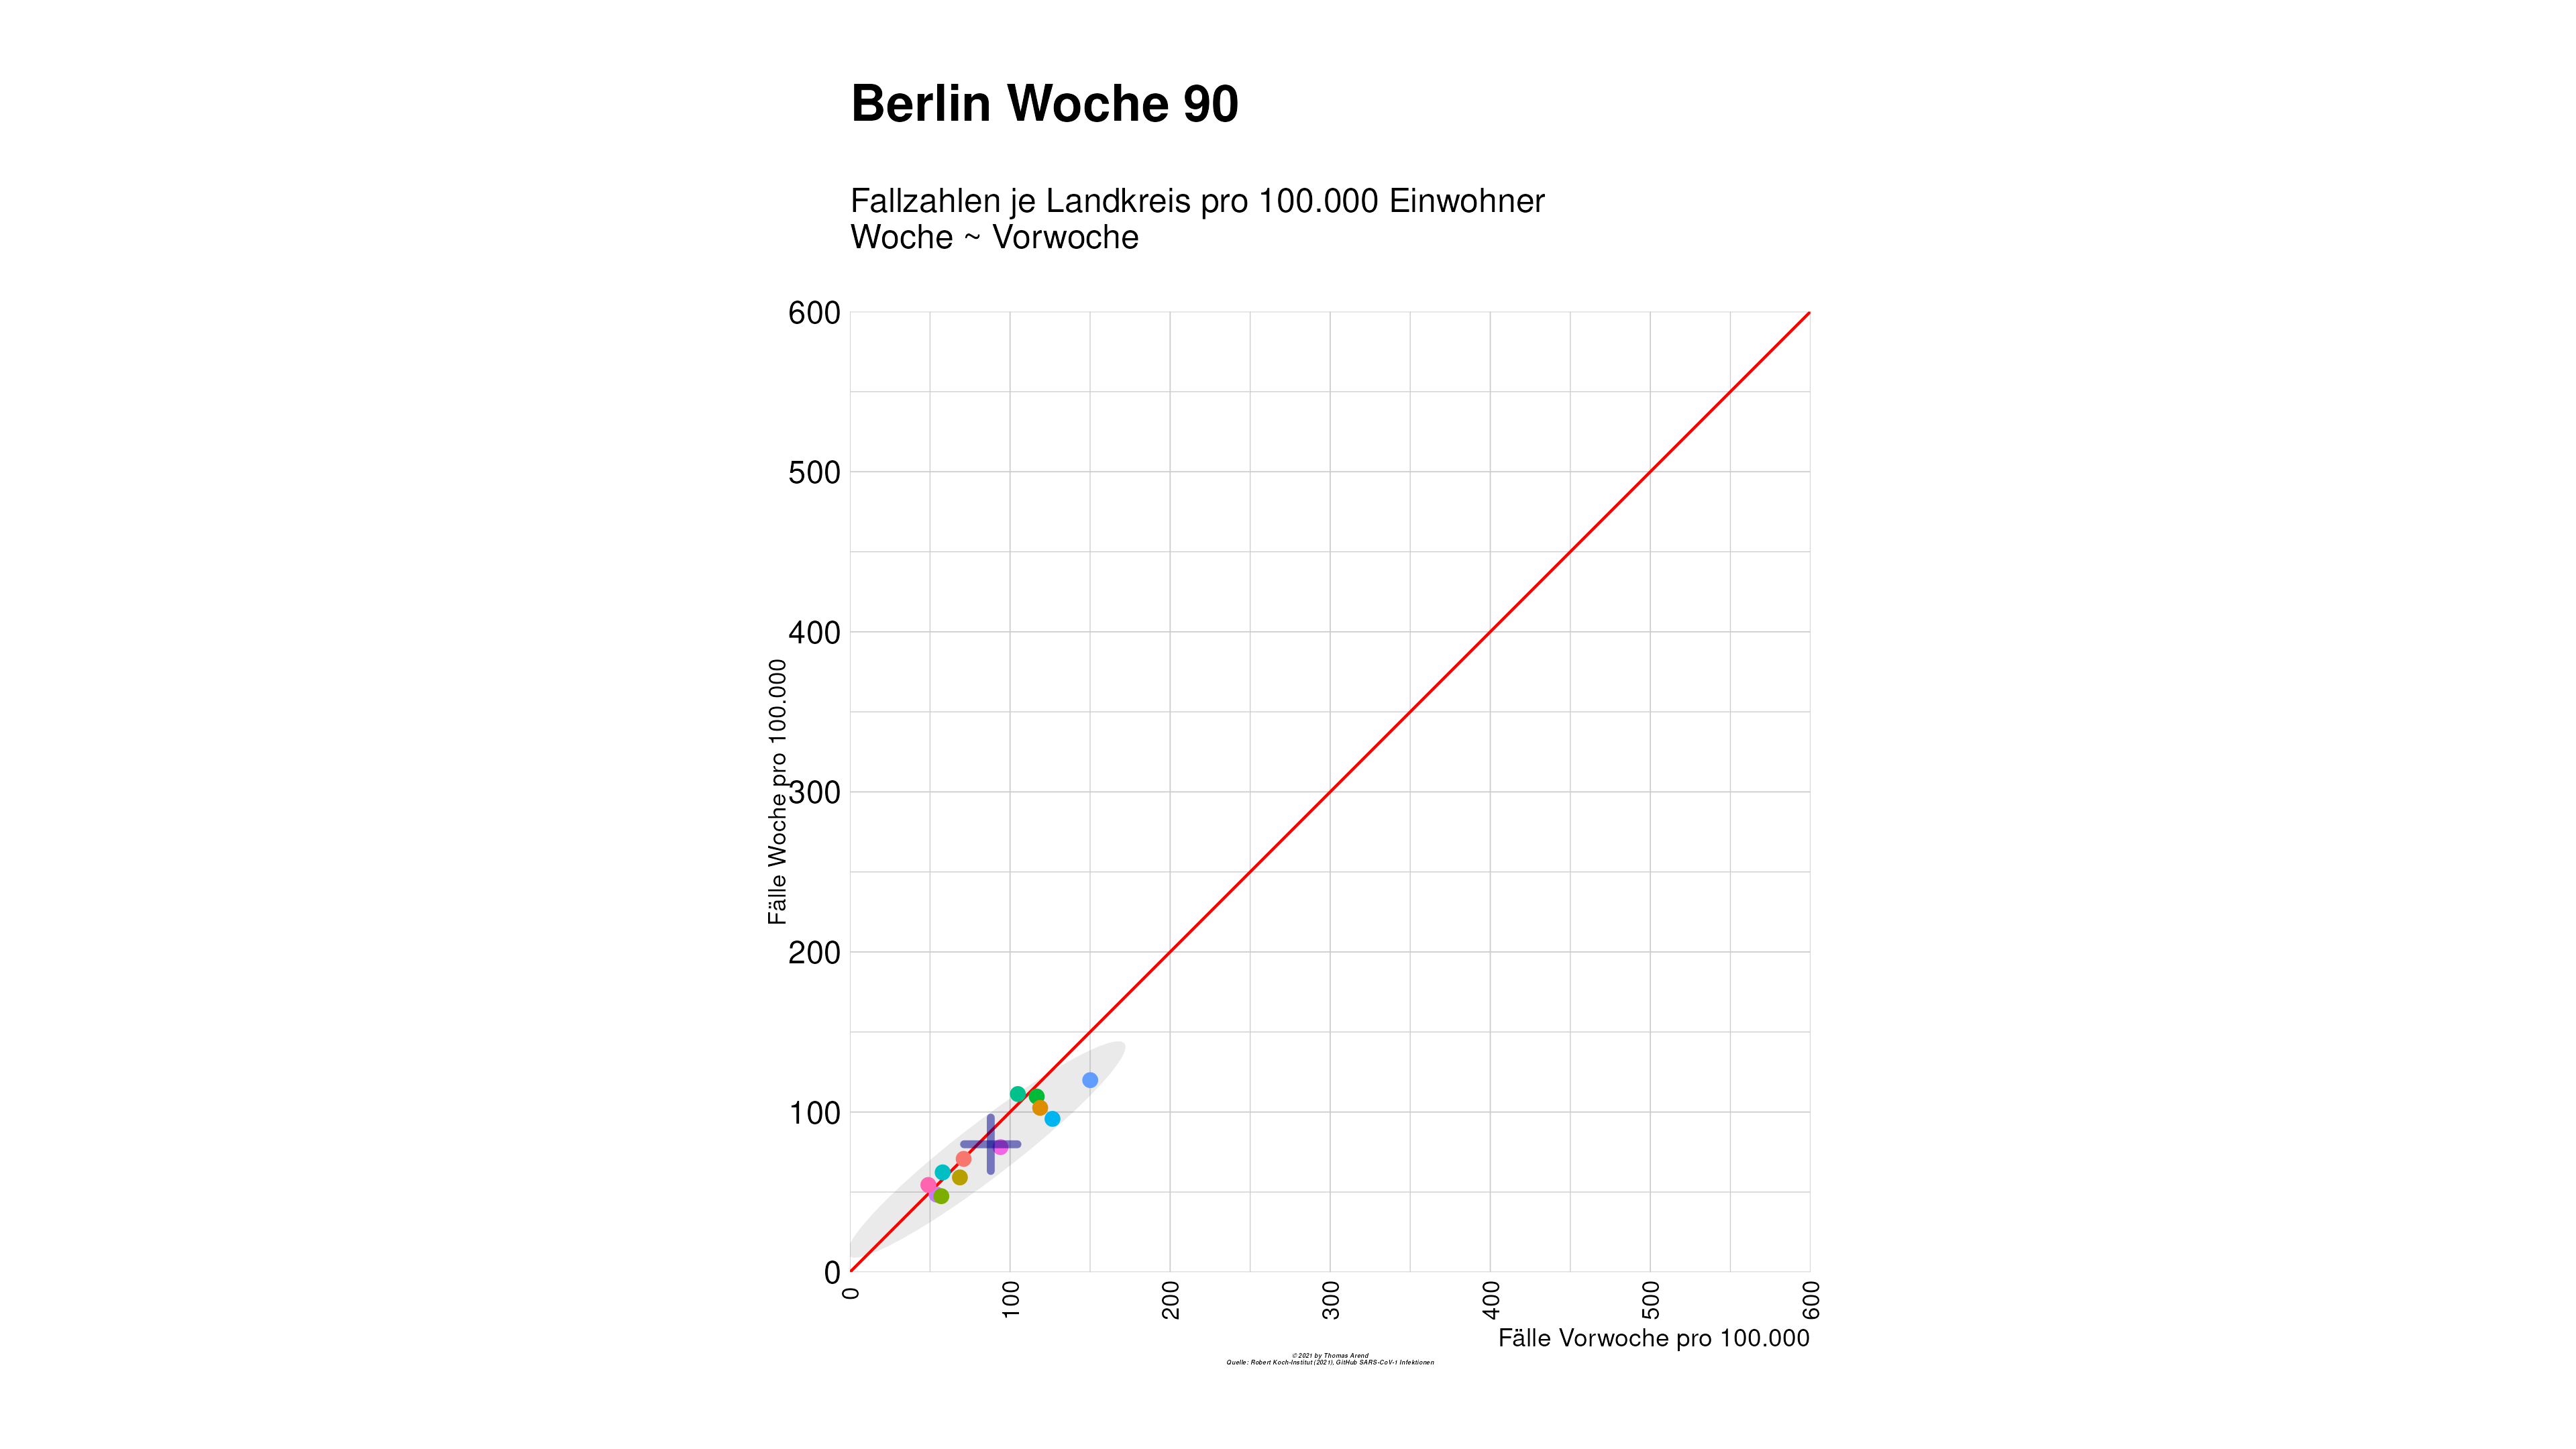 Berlin Woche 90
Fallzahlen je Landkreis pro 100.000 Einwohner
Woche ~ Vorwoche
600
500
400
300
200
100
0
Fälle Woche pro 100.000
0
100
200
300
400
500
600
Fälle Vorwoche pro 100.000
© 2021 by Thomas Arend
Quelle: Robert Koch-Institut (2021), GitHub SARS-CoV-1 Infektionen